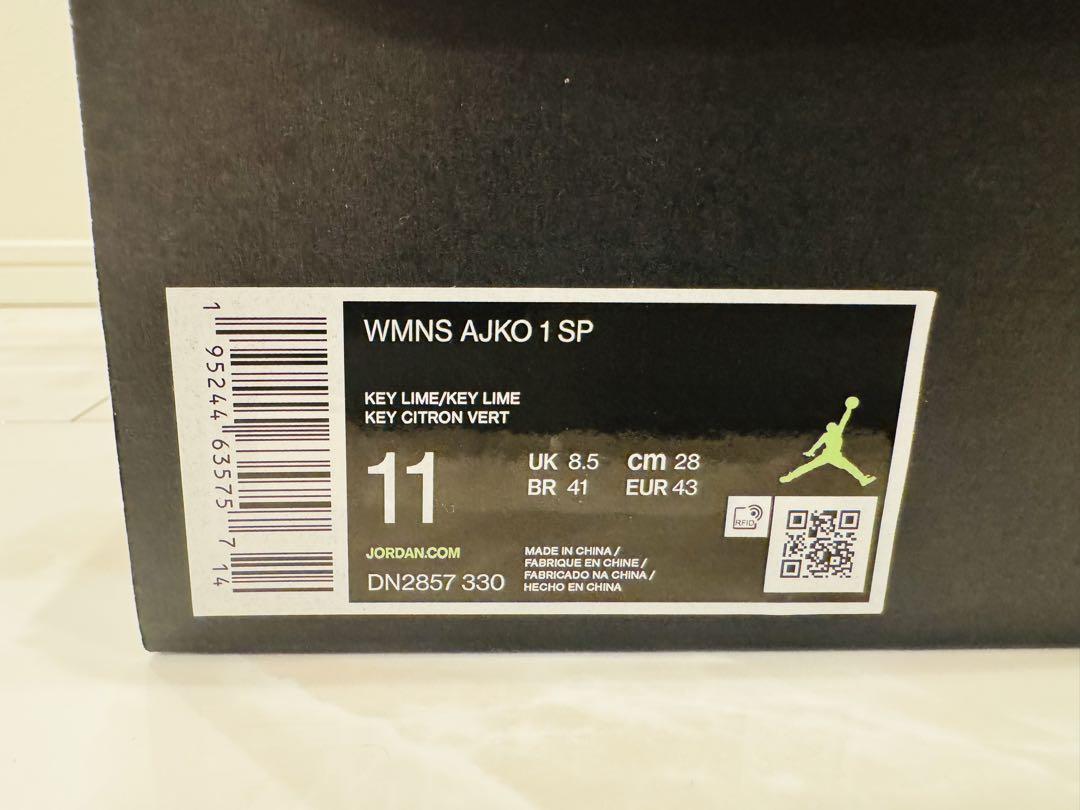 1 95244 63575 7 14
WMNS AJKO 1 SP
KEY LIME/KEY LIME
KEY CITRON VERT
11
UK 8.5 cm 28
BR 41 EUR 43
RFID
JORDAN.COM
DN2857 330
MADE IN CHINA /
FABRIQUE EN CHINE /
FABRICADO NA CHINA /
HECHO EN CHINA